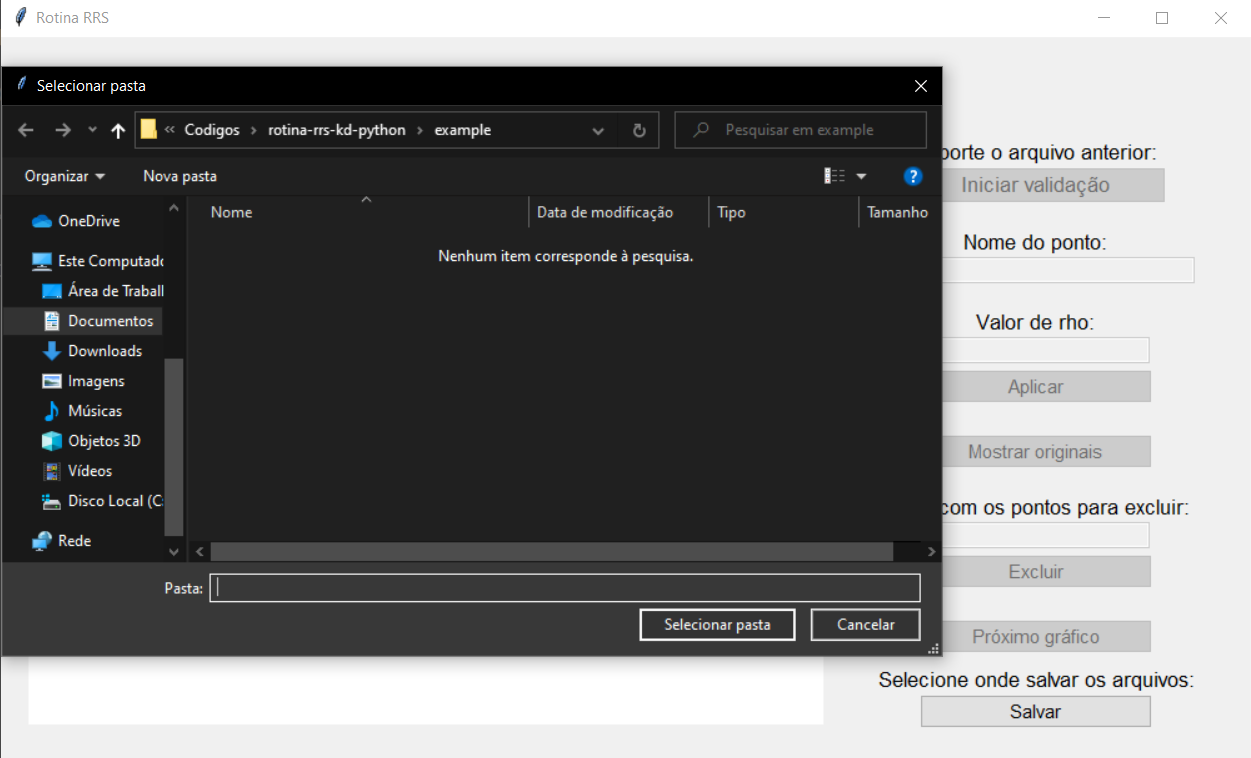 Rotina RRS
Selecionar pasta
« Codigos › rotina-rrs-kd-python › example
Pesquisar em example
Organizar
Nova pasta
?
OneDrive
Este Computado
Área de Traball
Documentos
Downloads
Imagens
Músicas
Objetos 3D
Vídeos
Disco Local (C:
Rede
Nome
Data de modificação
Tipo
Tamanho
Nenhum item corresponde à pesquisa.
Pasta:
Selecionar pasta
Cancelar
porte o arquivo anterior:
Iniciar validação
Nome do ponto:
Valor de rho:
Aplicar
Mostrar originais
com os pontos para excluir:
Excluir
Próximo gráfico
Selecione onde salvar os arquivos:
Salvar